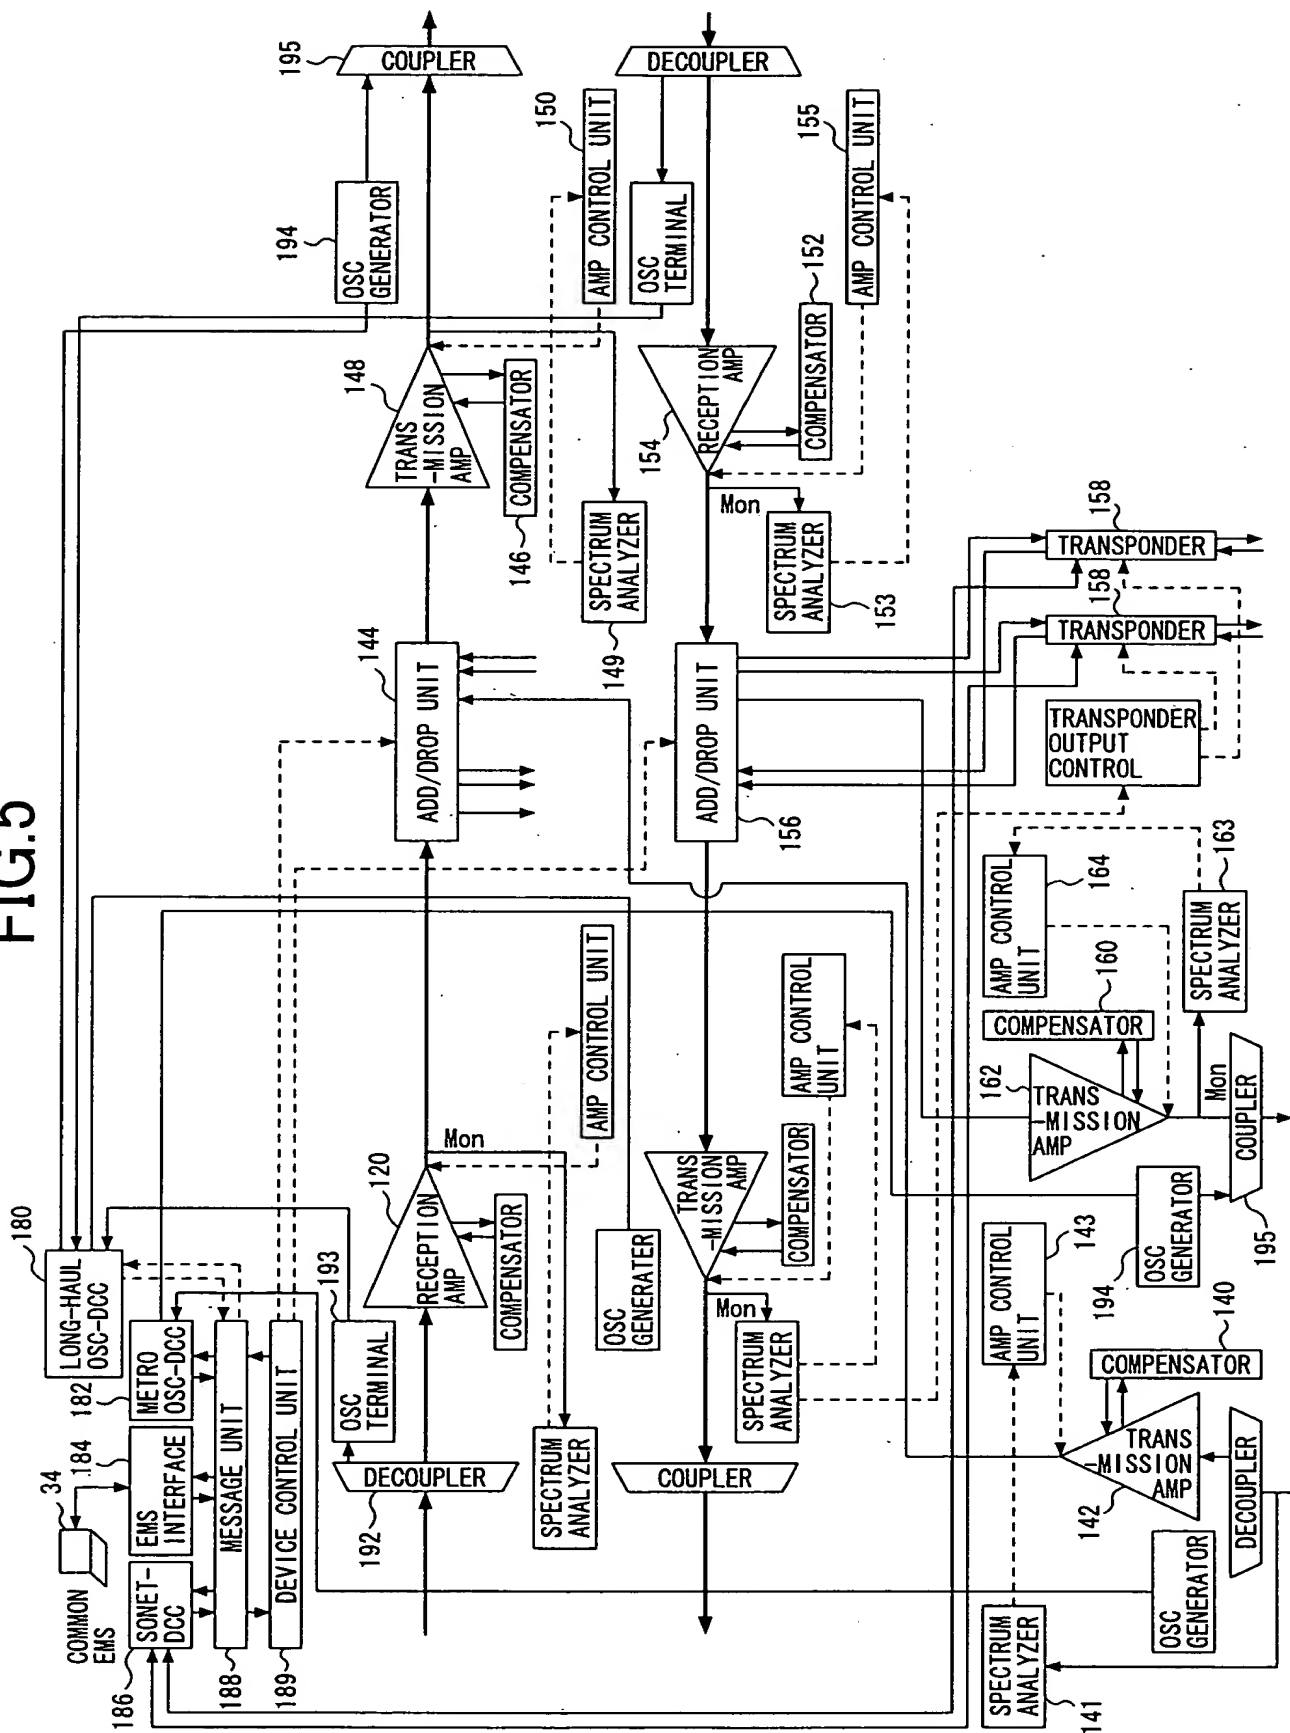 FIG.5
COMMON
EMS
34
186
SONET-
DCC
184
EMS
INTERFACE
182
METRO
OSC-DCC
180
LONG-HAUL
OSC-DCC
188
MESSAGE UNIT
189
DEVICE CONTROL UNIT
192
DECOUPLER
193
OSC
TERMINAL
120
RECEPTION
AMP
COMPENSATOR
Mon
SPECTRUM
ANALYZER
AMP CONTROL UNIT
144
ADD/DROP UNIT
148
TRANS
-MISSION
AMP
146
COMPENSATOR
149
SPECTRUM
ANALYZER
150
AMP CONTROL UNIT
194
OSC
GENERATOR
195
COUPLER
DECOUPLER
OSC
TERMINAL
154
RECEPTION
AMP
COMPENSATOR
152
155
AMP CONTROL UNIT
Mon
SPECTRUM
ANALYZER
153
ADD/DROP UNIT
156
OSC
GENERATER
TRANS
-MISSION
AMP
COMPENSATOR
AMP CONTROL
UNIT
Mon
SPECTRUM
ANALYZER
COUPLER
158
TRANSPONDER
158
TRANSPONDER
TRANSPONDER
OUTPUT
CONTROL
AMP CONTROL
UNIT
164
SPECTRUM
ANALYZER
163
COMPENSATOR
160
162
TRANS
-MISSION
AMP
Mon
COUPLER
195
194
OSC
GENERATOR
AMP CONTROL
UNIT
143
COMPENSATOR
140
142
TRANS
-MISSION
AMP
DECOUPLER
OSC
GENERATOR
SPECTRUM
ANALYZER
141